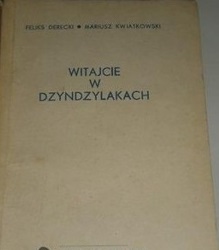 FELIKS DERECKI • MARIUSZ KWIATKOWSKI
WITAJCIE
W
DZYNDZYLAKACH